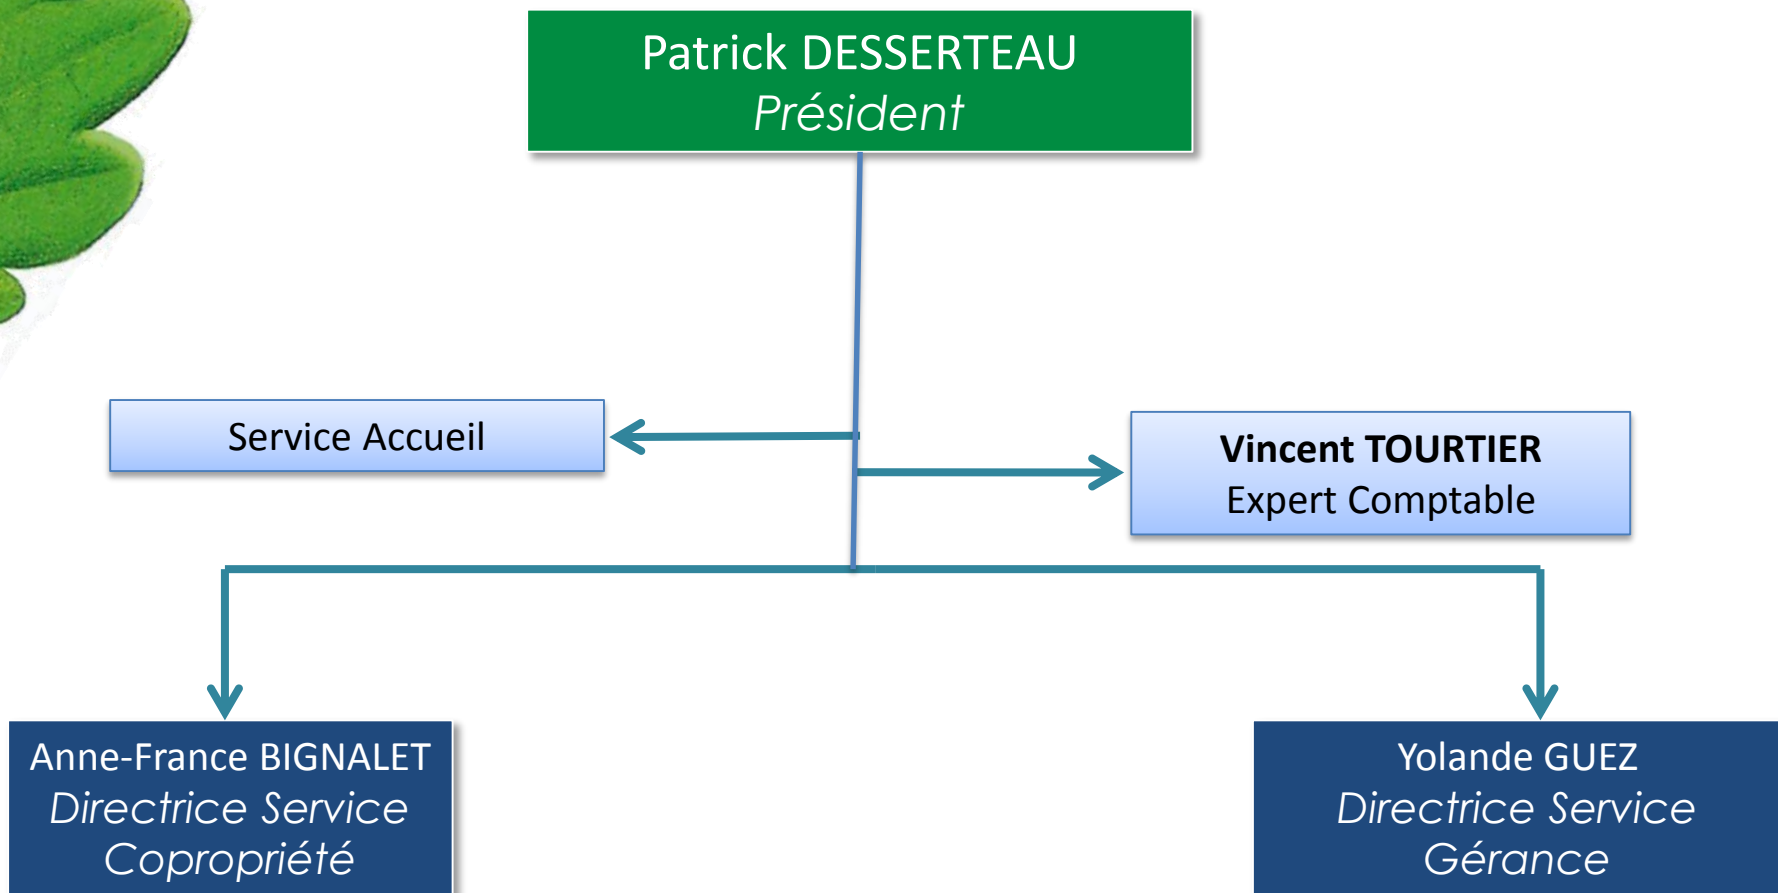 Patrick DESSERTEAU
Président
Service Accueil
Vincent TOURTIER
Expert Comptable
Anne-France BIGNALET
Directrice Service
Copropriété
Yolande GUEZ
Directrice Service
Gérance